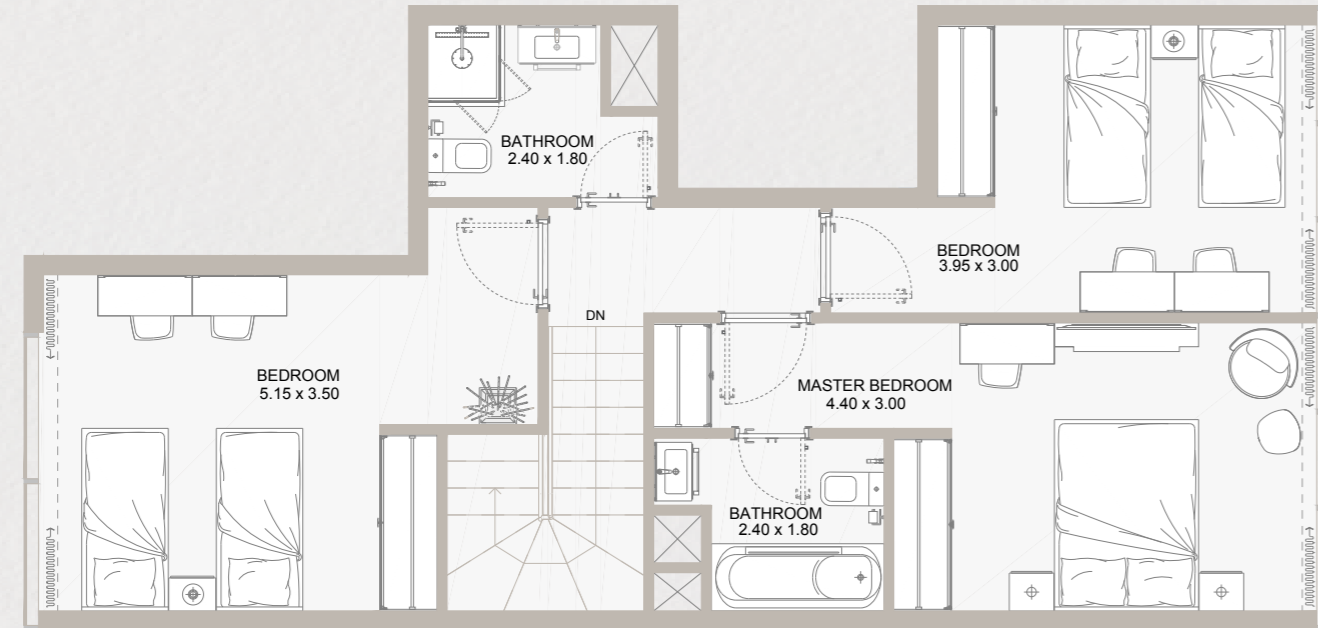 BATHROOM
2.40 x 1.80
BEDROOM
3.95 x 3.00
DN
BEDROOM
5.15 x 3.50
MASTER BEDROOM
4.40 x 3.00
BATHROOM
2.40 x 1.80